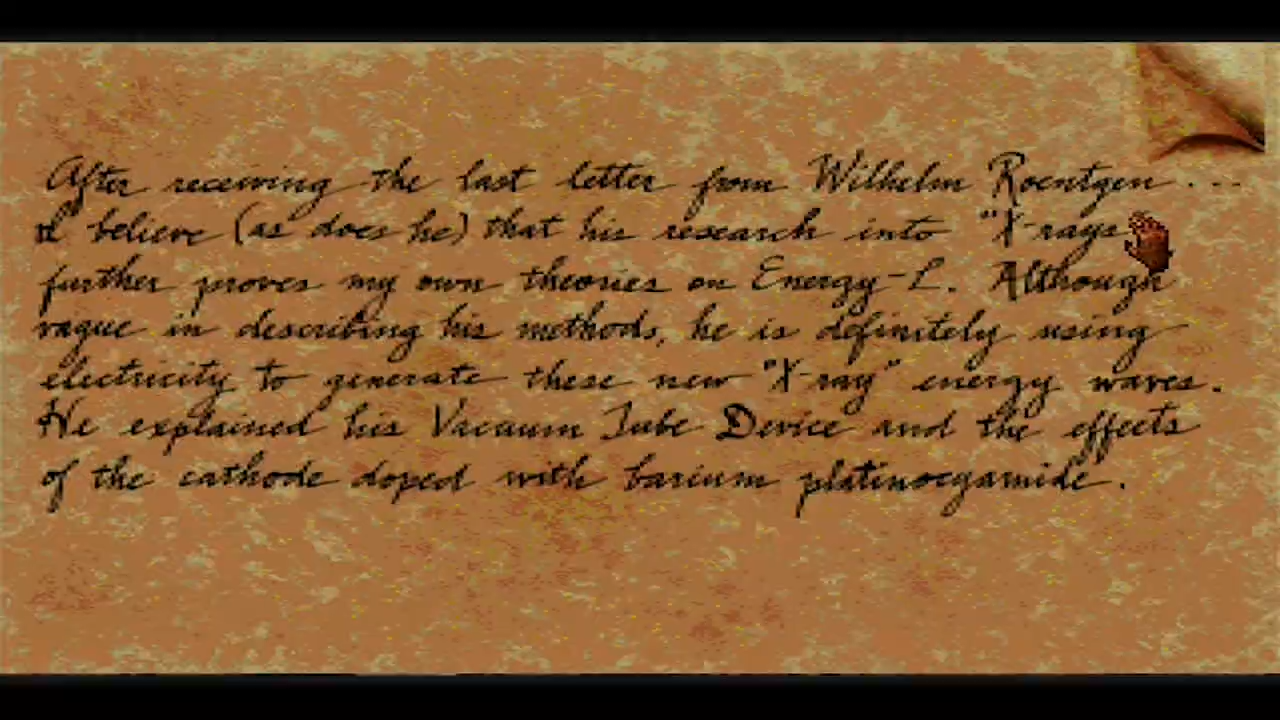 After receiving the last letter from Wilhelm Roentgen ...
I believe (as does he) that his research into "X-rays
further proves my own theories on Energy-L. Although
vague in describing his methods, he is definitely using
electricity to generate these new "X-ray" energy waves.
He explained his Vacuum Tube Device and the effects
of the cathode doped with barium platinocyamide.